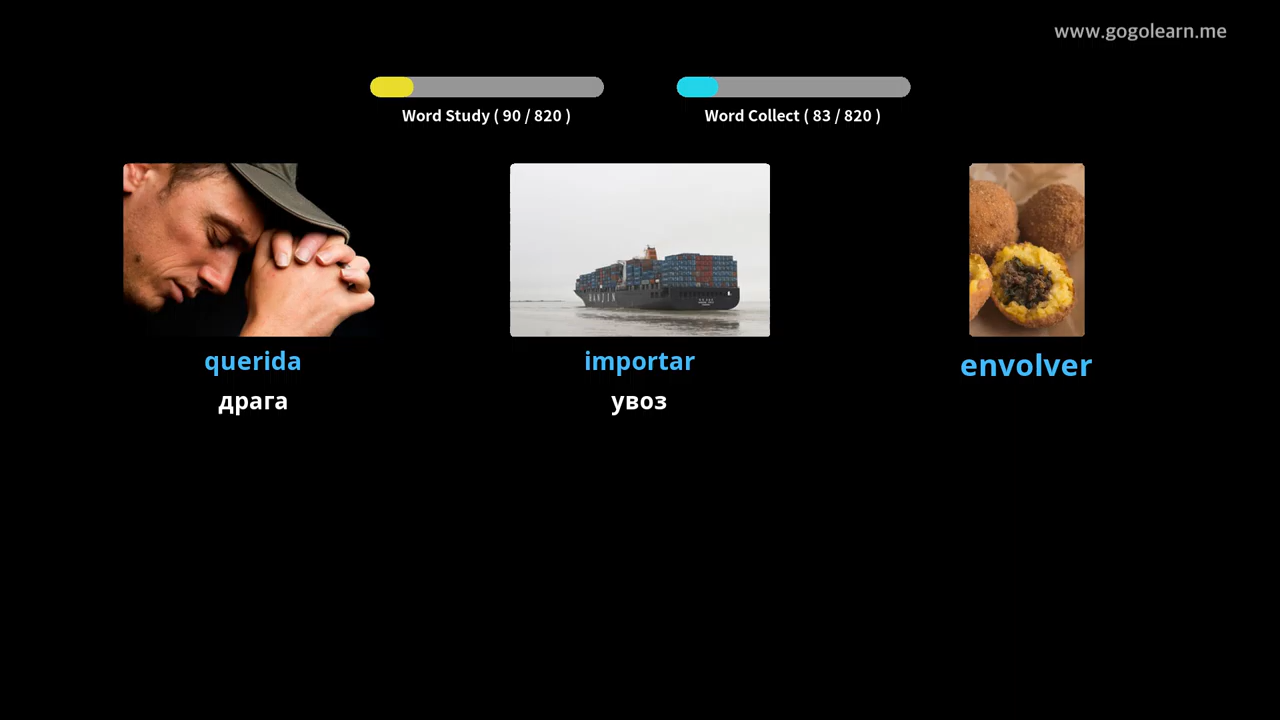 www.gogolearn.me
Word Study ( 90 / 820 )
Word Collect ( 83 / 820 )
querida
importar
envolver
драга
увоз